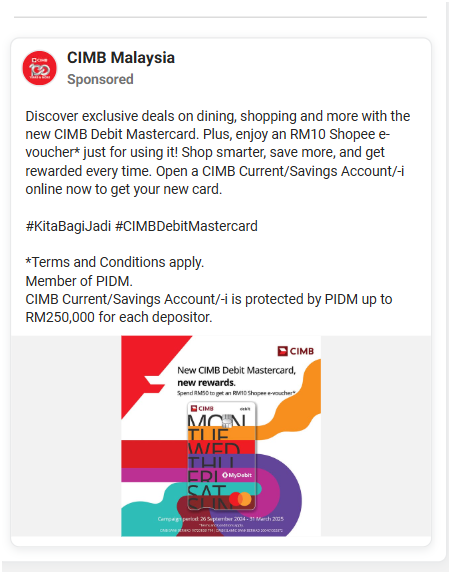 CIMB Malaysia
Sponsored
Discover exclusive deals on dining, shopping and more with the
new CIMB Debit Mastercard. Plus, enjoy an RM10 Shopee e-
voucher* just for using it! Shop smarter, save more, and get
rewarded every time. Open a CIMB Current/Savings Account/-i
online now to get your new card.
#KitaBagiJadi #CIMBDebitMastercard
*Terms and Conditions apply.
Member of PIDM.
CIMB Current/Savings Account/-i is protected by PIDM up to
RM250,000 for each depositor.
CIMB
New CIMB Debit Mastercard,
new rewards.
Spend RM50 to get an RM10 Shopee e-voucher*
CIMB
debit
MON
TUE
WED
THU
FRI
MyDebit
SAT
SUN
Campaign period: 26 September 2024 - 31 March 2025